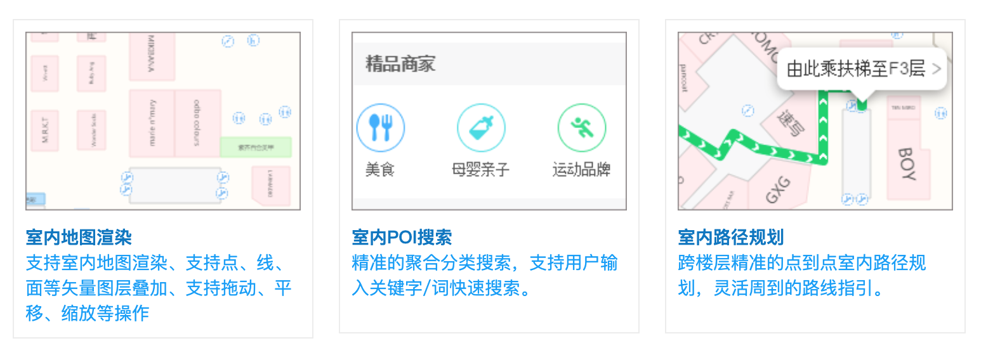 MIKIBANA
marie n°mary
odbo colours
M.R.K.T
Wonder Socks
Ruby Ang
室内地图渲染
支持室内地图渲染、支持点、线、
面等矢量图层叠加、支持拖动、平
移、缩放等操作
精品商家
美食
母婴亲子
运动品牌
室内POI搜索
精准的聚合分类搜索，支持用户输
入关键字/词快速搜索。
由此乘扶梯至F3层 >
pancoat
速写
GXG
BOY
室内路径规划
跨楼层精准的点到点室内路径规
划，灵活周到的路线指引。